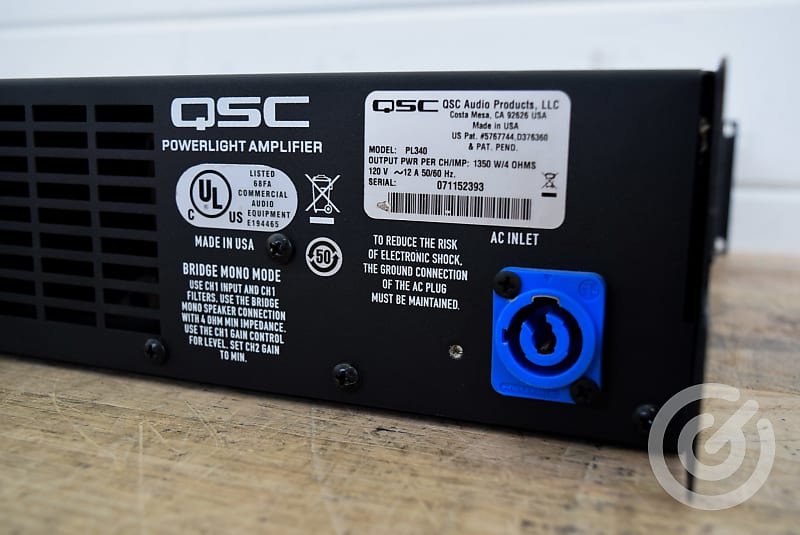 QSC
POWERLIGHT AMPLIFIER
C UL US
LISTED
68FA
COMMERCIAL
AUDIO
EQUIPMENT
E194465
MADE IN USA
50
BRIDGE MONO MODE
USE CH1 INPUT AND CH1
FILTERS. USE THE BRIDGE
MONO SPEAKER CONNECTION
WITH 4 OHM MIN IMPEDANCE.
USE THE CH1 GAIN CONTROL
FOR LEVEL. SET CH2 GAIN
TO MIN.
QSC QSC Audio Products, LLC
Costa Mesa, CA 92626 USA
Made in USA
US Pat. #5767744,D376360
& PAT. PEND.
MODEL: PL340
OUTPUT PWR PER CH/IMP: 1350 W/4 OHMS
120 V ~12 A 50/60 Hz.
SERIAL: 071152393
TO REDUCE THE RISK
OF ELECTRONIC SHOCK,
THE GROUND CONNECTION
OF THE AC PLUG
MUST BE MAINTAINED.
AC INLET